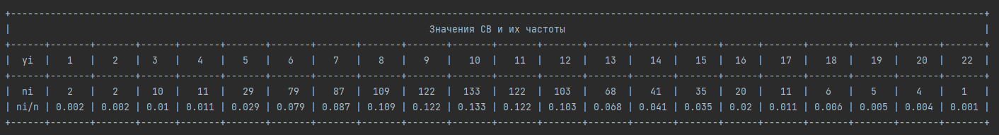 Значения СВ и их частоты
yi 1 2 3 4 5 6 7 8 9 10 11 12 13 14 15 16 17 18 19 20 22
ni 2 2 10 11 29 79 87 109 122 133 122 103 68 41 35 20 11 6 5 4 1
ni/n 0.002 0.002 0.01 0.011 0.029 0.079 0.087 0.109 0.122 0.133 0.122 0.103 0.068 0.041 0.035 0.02 0.011 0.006 0.005 0.004 0.001